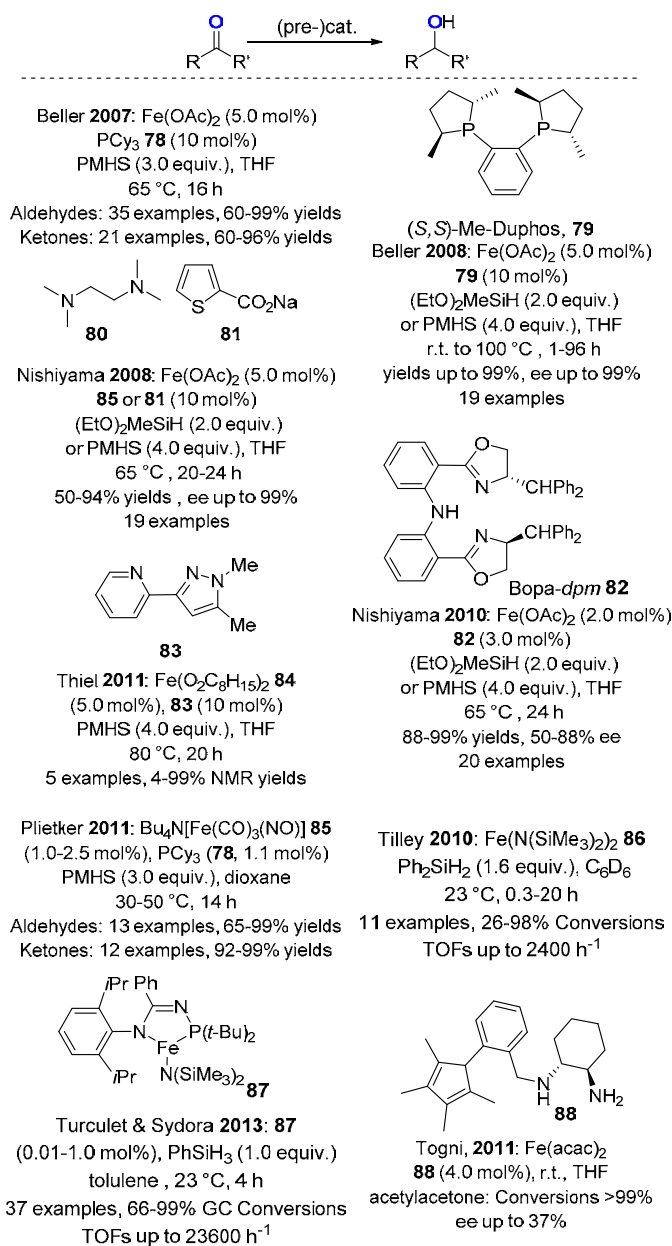 O
R R'
(pre-)cat.
OH
R R'
Beller 2007: Fe(OAc)2 (5.0 mol%)
PCy3 78 (10 mol%)
PMHS (3.0 equiv.), THF
65 °C, 16 h
Aldehydes: 35 examples, 60-99% yields
Ketones: 21 examples, 60-96% yields
P P
(S,S)-Me-Duphos, 79
Beller 2008: Fe(OAc)2 (5.0 mol%)
79 (10 mol%)
(EtO)2MeSiH (2.0 equiv.)
or PMHS (4.0 equiv.), THF
r.t. to 100 °C , 1-96 h
yields up to 99%, ee up to 99%
19 examples
N
N
80
S
CO2Na
81
Nishiyama 2008: Fe(OAc)2 (5.0 mol%)
85 or 81 (10 mol%)
(EtO)2MeSiH (2.0 equiv.)
or PMHS (4.0 equiv.), THF
65 °C , 20-24 h
50-94% yields , ee up to 99%
19 examples
O
N
CHPh2
NH
N
CHPh2
O
Bopa-dpm 82
Nishiyama 2010: Fe(OAc)2 (2.0 mol%)
82 (3.0 mol%)
(EtO)2MeSiH (2.0 equiv.)
or PMHS (4.0 equiv.), THF
65 °C , 24 h
88-99% yields, 50-88% ee
20 examples
N
N
N
Me
Me
83
Thiel 2011: Fe(O2C8H15)2 84
(5.0 mol%), 83 (10 mol%)
PMHS (4.0 equiv.), THF
80 °C, 20 h
5 examples, 4-99% NMR yields
Plietker 2011: Bu4N[Fe(CO)3(NO)] 85
(1.0-2.5 mol%), PCy3 (78, 1.1 mol%)
PMHS (3.0 equiv.), dioxane
30-50 °C, 14 h
Aldehydes: 13 examples, 65-99% yields
Ketones: 12 examples, 92-99% yields
Tilley 2010: Fe(N(SiMe3)2)2 86
Ph2SiH2 (1.6 equiv.), C6D6
23 °C, 0.3-20 h
11 examples, 26-98% Conversions
TOFs up to 2400 h-1
iPr
Ph
N
N
P(t-Bu)2
Fe
iPr
N(SiMe3)2
87
Turculet & Sydora 2013: 87
(0.01-1.0 mol%), PhSiH3 (1.0 equiv.)
tolulene , 23 °C, 4 h
37 examples, 66-99% GC Conversions
TOFs up to 23600 h-1
N
H
NH2
88
Togni, 2011: Fe(acac)2
88 (4.0 mol%), r.t., THF
acetylacetone: Conversions >99%
ee up to 37%